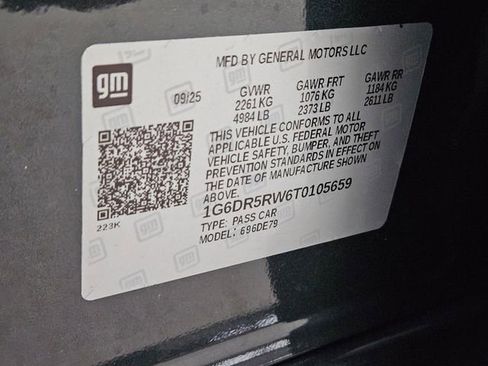 gm
MFD BY GENERAL MOTORS LLC
09/25 GVWR GAWR FRT GAWR RR
2261 KG 1076 KG 1184 KG
4984 LB 2373 LB 2611 LB
THIS VEHICLE CONFORMS TO ALL
APPLICABLE U.S. FEDERAL MOTOR
VEHICLE SAFETY, BUMPER, AND THEFT
PREVENTION STANDARDS IN EFFECT ON
THE DATE OF MANUFACTURE SHOWN
ABOVE.
1G6DR5RW6T0105659
TYPE: PASS CAR
223K
MODEL: 696DE79